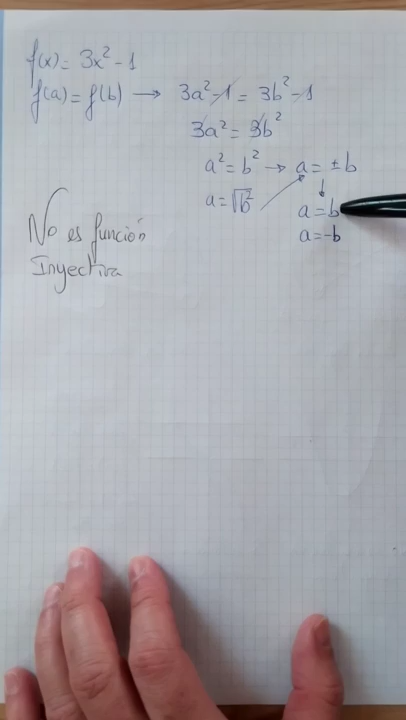 f(x) = 3x² - 1
f(a) = f(b) → 3a² - 1 = 3b² - 1
3a² = 3b²
a² = b² → a = ± b
a = √b²
a = b
a = -b
No es función
Inyectiva